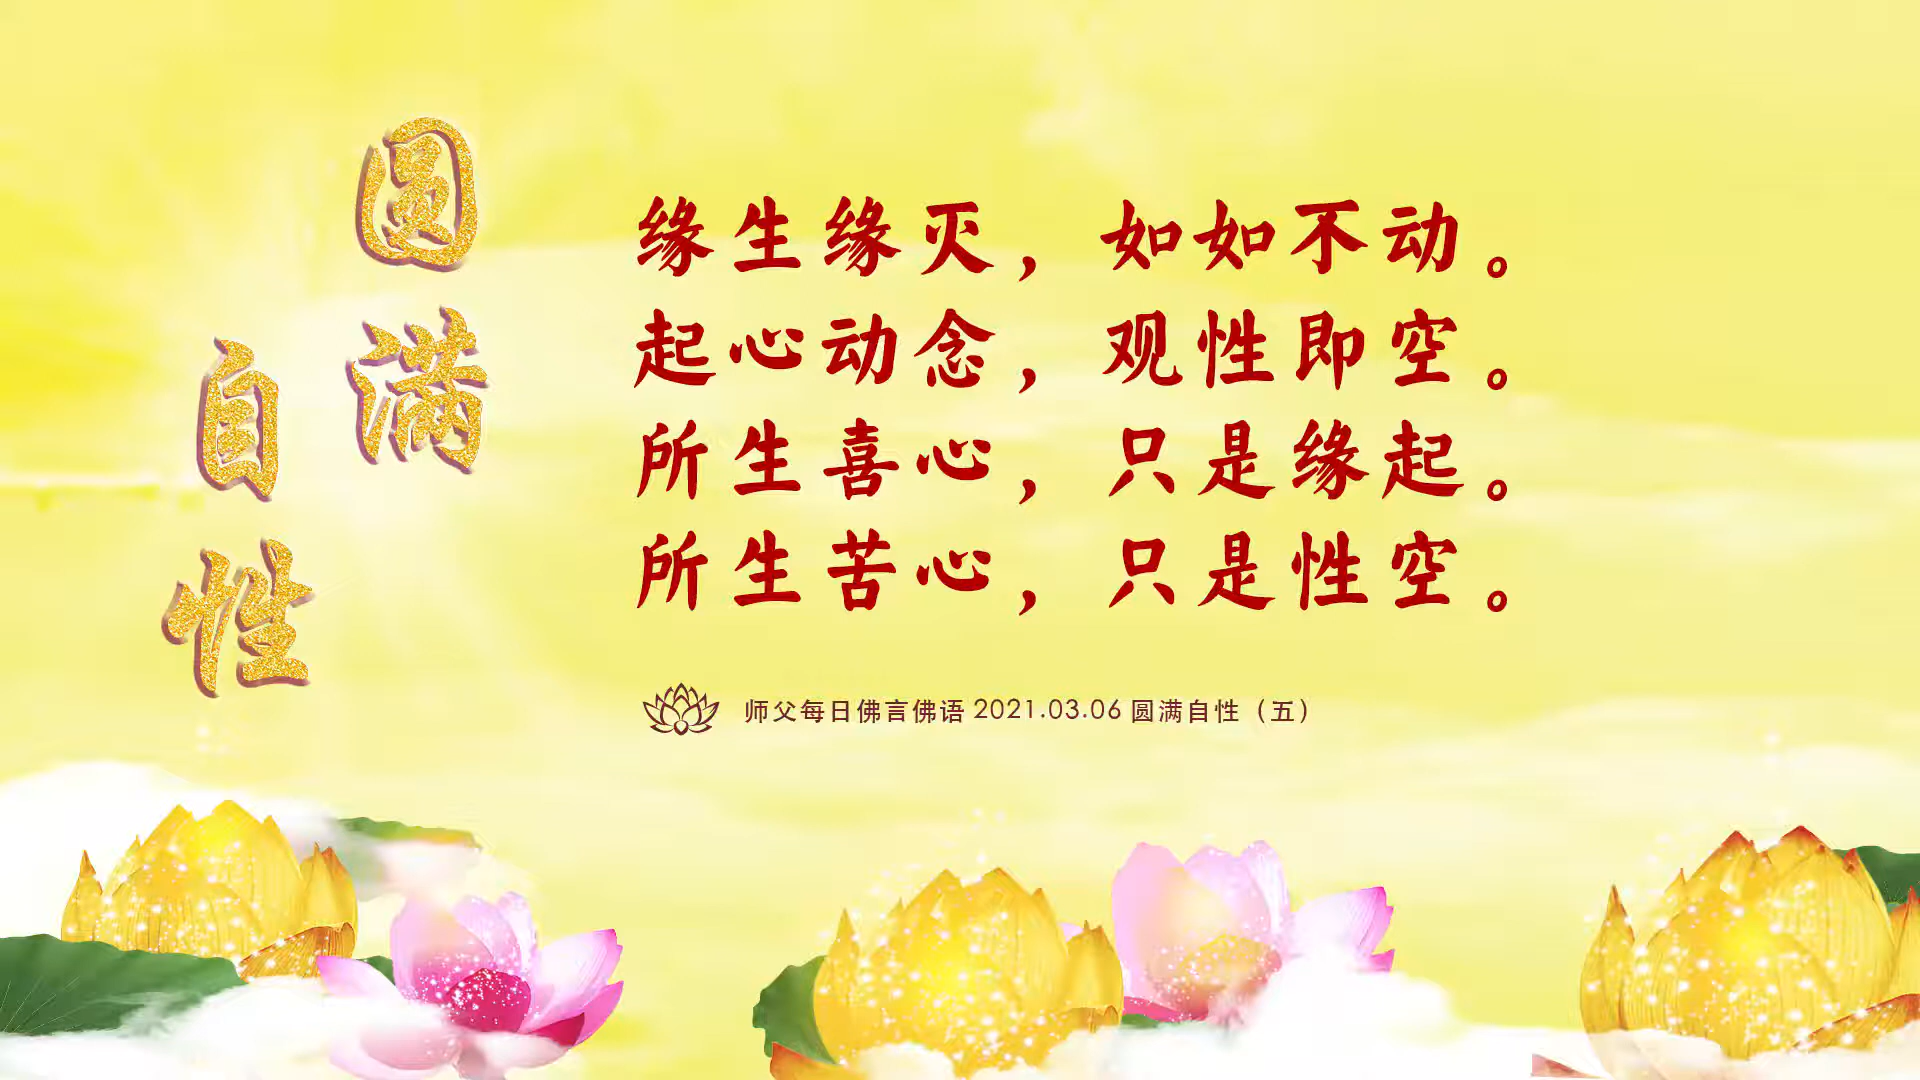 圆满
自性
缘生缘灭，如如不动。
起心动念，观性即空。
所生喜心，只是缘起。
所生苦心，只是性空。
师父每日佛言佛语 2021.03.06 圆满自性（五）